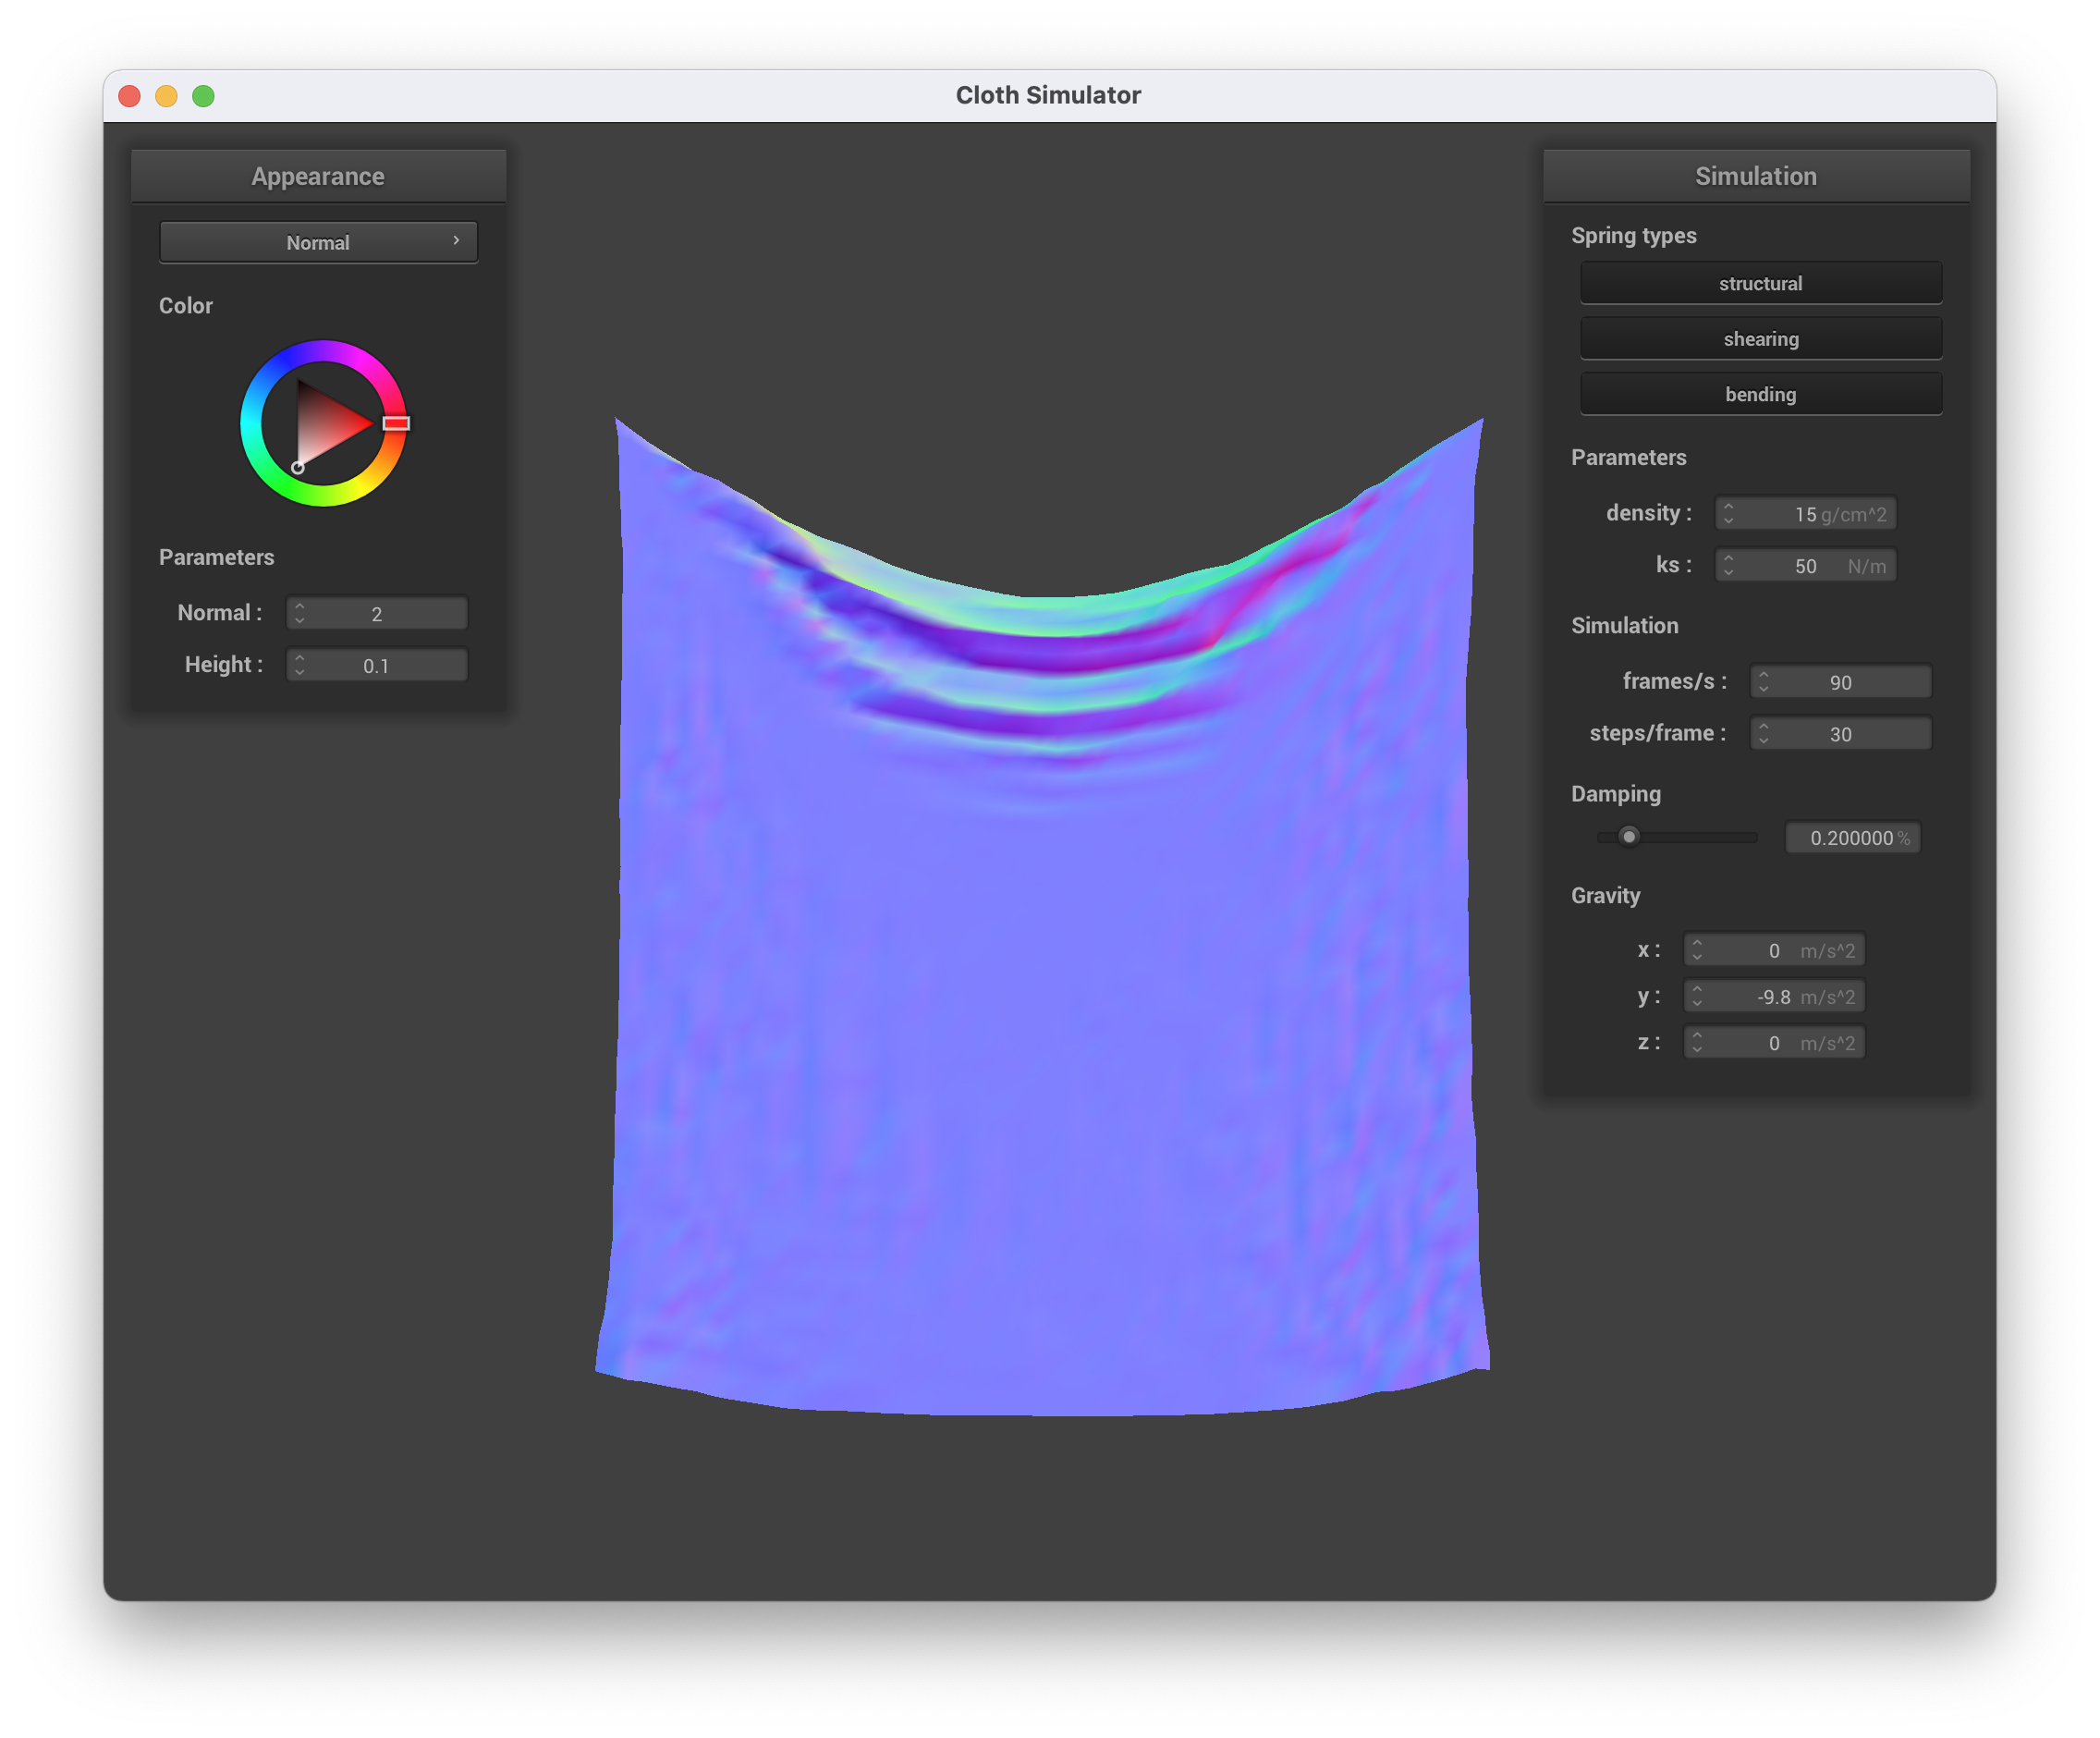 Cloth Simulator
Appearance
Normal
Color
Parameters
Normal : 2
Height : 0.1
Simulation
Spring types
structural
shearing
bending
Parameters
density : 15 g/cm^2
ks : 50 N/m
Simulation
frames/s : 90
steps/frame : 30
Damping
0.200000 %
Gravity
x : 0 m/s^2
y : -9.8 m/s^2
z : 0 m/s^2